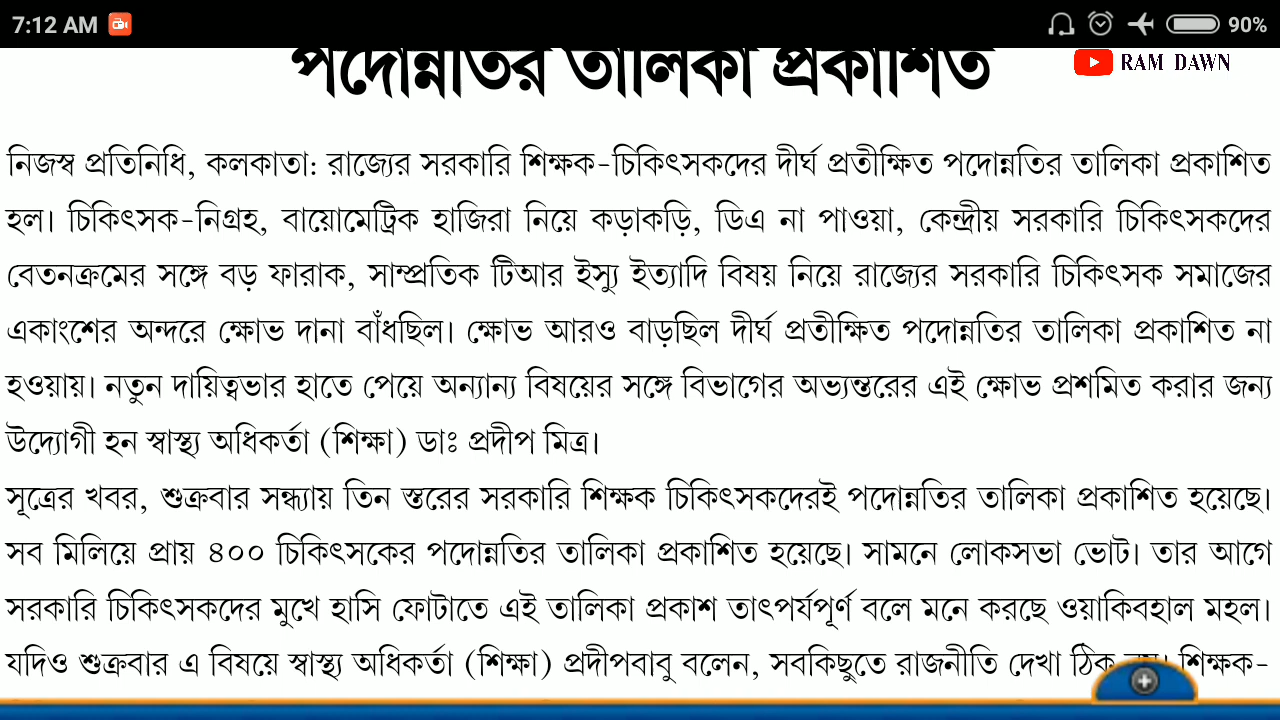 7:12 AM
90%
পদোন্নতির তালিকা প্রকাশিত
RAM DAWN
নিজস্ব প্রতিনিধি, কলকাতা: রাজ্যের সরকারি শিক্ষক-চিকিৎসকদের দীর্ঘ প্রতীক্ষিত পদোন্নতির তালিকা প্রকাশিত
হল। চিকিৎসক-নিগ্রহ, বায়োমেট্রিক হাজিরা নিয়ে কড়াকড়ি, ডিএ না পাওয়া, কেন্দ্রীয় সরকারি চিকিৎসকদের
বেতনক্রমের সঙ্গে বড় ফারাক, সাম্প্রতিক টিআর ইস্যু ইত্যাদি বিষয় নিয়ে রাজ্যের সরকারি চিকিৎসক সমাজের
একাংশের অন্দরে ক্ষোভ দানা বাঁধছিল। ক্ষোভ আরও বাড়ছিল দীর্ঘ প্রতীক্ষিত পদোন্নতির তালিকা প্রকাশিত না
হওয়ায়। নতুন দায়িত্বভার হাতে পেয়ে অন্যান্য বিষয়ের সঙ্গে বিভাগের অভ্যন্তরের এই ক্ষোভ প্রশমিত করার জন্য
উদ্যোগী হন স্বাস্থ্য অধিকর্তা (শিক্ষা) ডাঃ প্রদীপ মিত্র।
সূত্রের খবর, শুক্রবার সন্ধ্যায় তিন স্তরের সরকারি শিক্ষক চিকিৎসকদেরই পদোন্নতির তালিকা প্রকাশিত হয়েছে।
সব মিলিয়ে প্রায় ৪০০ চিকিৎসকের পদোন্নতির তালিকা প্রকাশিত হয়েছে। সামনে লোকসভা ভোট। তার আগে
সরকারি চিকিৎসকদের মুখে হাসি ফোটাতে এই তালিকা প্রকাশ তাৎপর্যপূর্ণ বলে মনে করছে ওয়াকিবহাল মহল।
যদিও শুক্রবার এ বিষয়ে স্বাস্থ্য অধিকর্তা (শিক্ষা) প্রদীপবাবু বলেন, সবকিছুতে রাজনীতি দেখা ঠিক শিক্ষক-